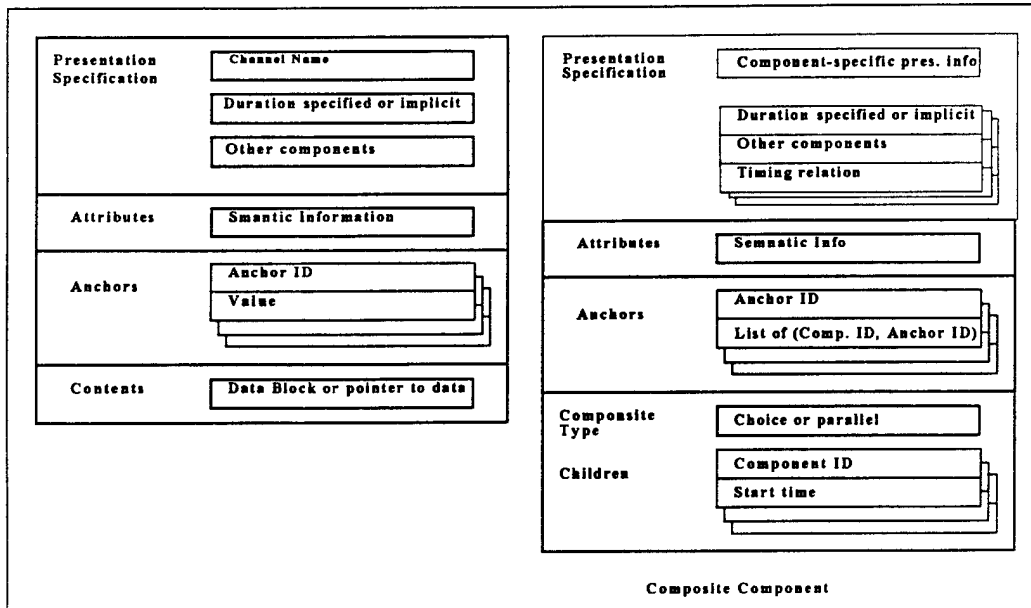 Presentation
Specification
Channel Name
Duration specified or implicit
Other components
Attributes
Smantic Information
Anchors
Anchor ID
Value
Contents
Data Block or pointer to data
Presentation
Specification
Component-specific pres. info
Duration specified or implicit
Other components
Timing relation
Attributes
Semnatic Info
Anchors
Anchor ID
List of (Comp. ID, Anchor ID)
Componsite
Type
Choice or parallel
Children
Component ID
Start time
Composite Component